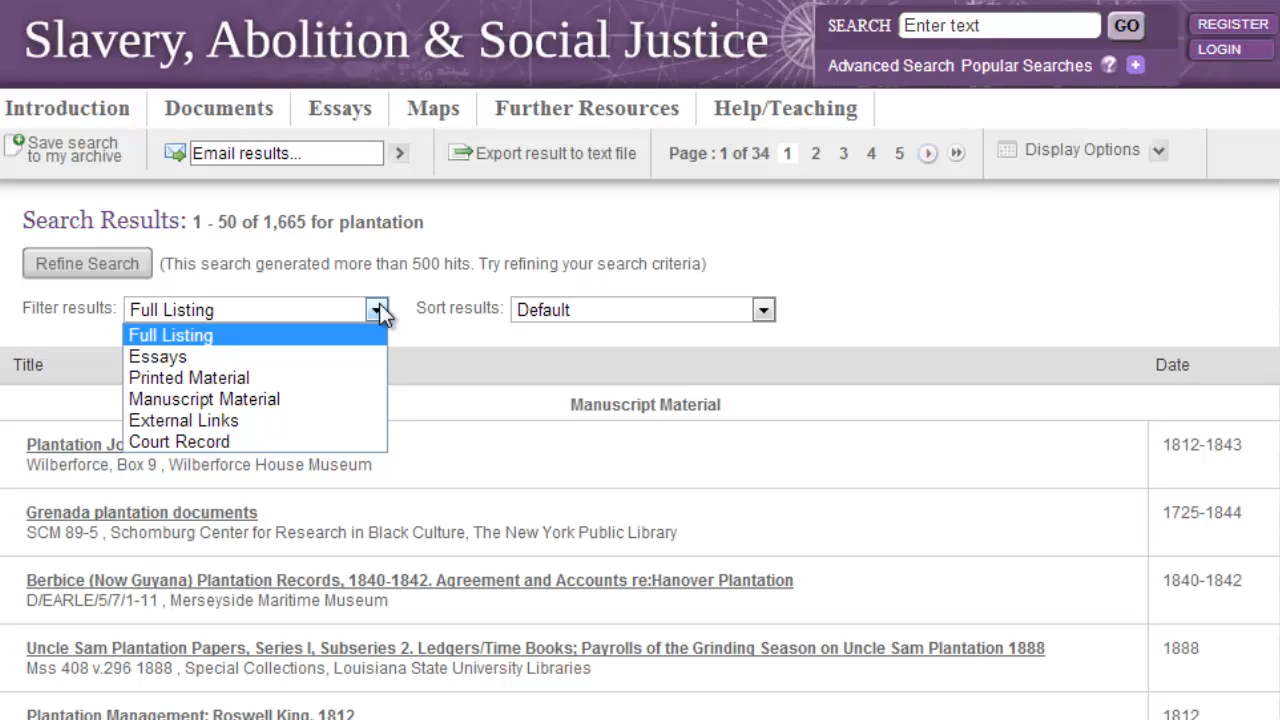 Slavery, Abolition & Social Justice
SEARCH Enter text GO
REGISTER
LOGIN
Advanced Search Popular Searches ? +
Introduction Documents Essays Maps Further Resources Help/Teaching
Save search
to my archive
Email results... >
Export result to text file
Page : 1 of 34 1 2 3 4 5
Display Options
Search Results: 1 - 50 of 1,665 for plantation
Refine Search (This search generated more than 500 hits. Try refining your search criteria)
Filter results: Full Listing Sort results: Default
Full Listing
Essays
Printed Material
Manuscript Material
External Links
Court Record
Title Date
Manuscript Material
Plantation Jo 1812-1843
Wilberforce, Box 9 , Wilberforce House Museum
Grenada plantation documents 1725-1844
SCM 89-5 , Schomburg Center for Research in Black Culture, The New York Public Library
Berbice (Now Guyana) Plantation Records, 1840-1842. Agreement and Accounts re:Hanover Plantation 1840-1842
D/EARLE/5/7/1-11 , Merseyside Maritime Museum
Uncle Sam Plantation Papers, Series I, Subseries 2. Ledgers/Time Books; Payrolls of the Grinding Season on Uncle Sam Plantation 1888 1888
Mss 408 v.296 1888 , Special Collections, Louisiana State University Libraries
Plantation Management: Roswell King, 1812 1812